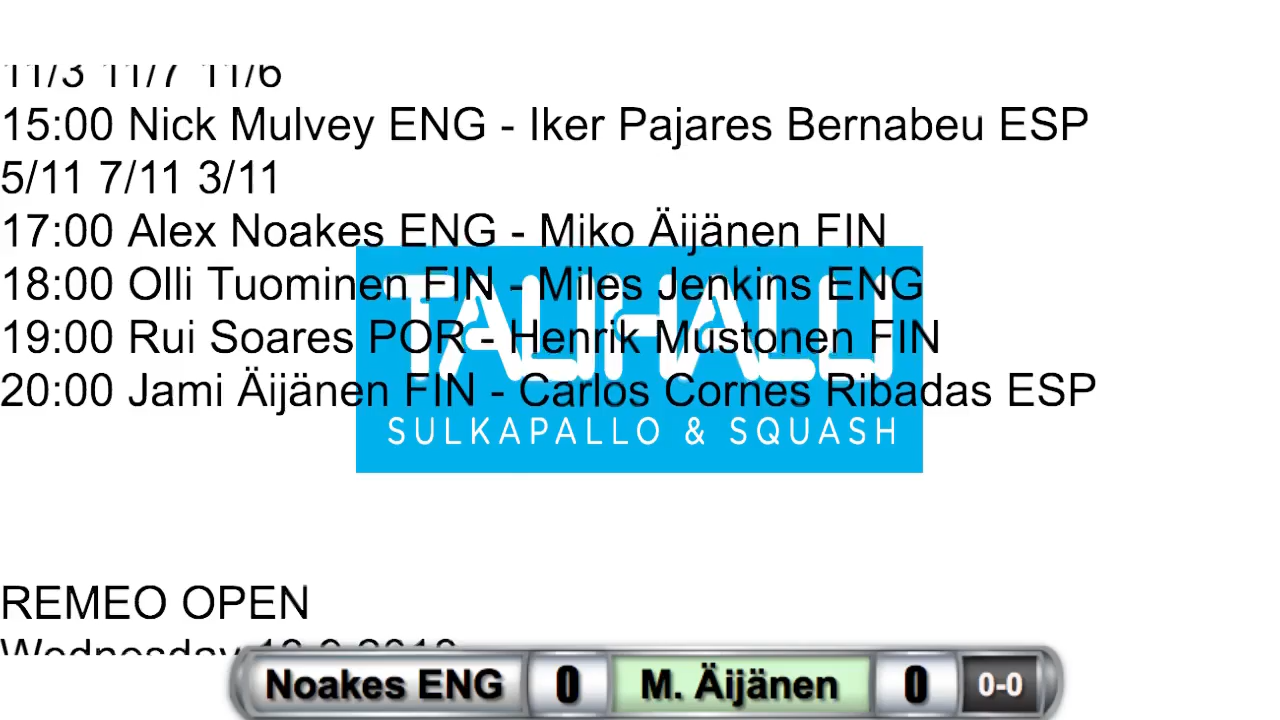 11/3 11/7 11/6
15:00 Nick Mulvey ENG - Iker Pajares Bernabeu ESP
5/11 7/11 3/11
17:00 Alex Noakes ENG - Miko Äijänen FIN
18:00 Olli Tuominen FIN - Miles Jenkins ENG
19:00 Rui Soares POR - Henrik Mustonen FIN
20:00 Jami Äijänen FIN - Carlos Cornes Ribadas ESP
TALIHALLI
SULKAPALLO & SQUASH
REMEO OPEN
Wednesday
Noakes ENG 0 M. Äijänen 0 0-0